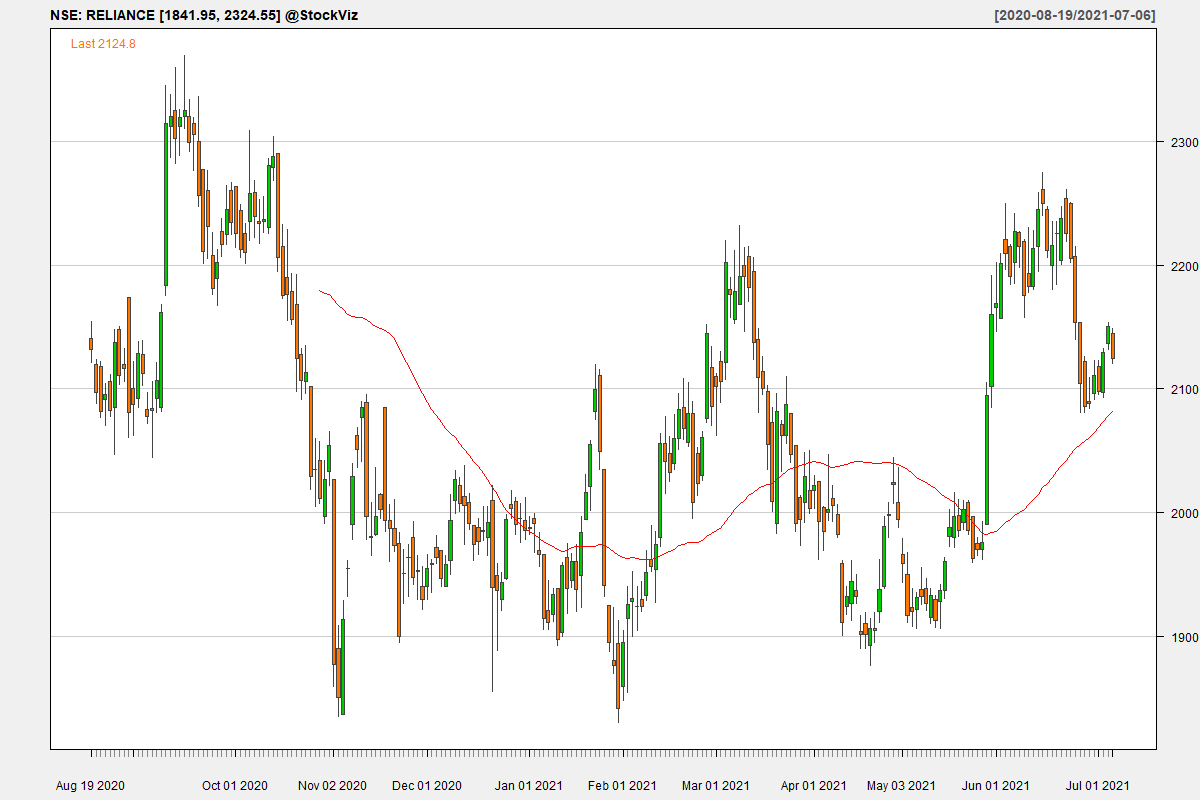 NSE: RELIANCE [1841.95, 2324.55] @StockViz
[2020-08-19/2021-07-06]
Last 2124.8
2300
2200
2100
2000
1900
Aug 19 2020
Oct 01 2020
Nov 02 2020
Dec 01 2020
Jan 01 2021
Feb 01 2021
Mar 01 2021
Apr 01 2021
May 03 2021
Jun 01 2021
Jul 01 2021